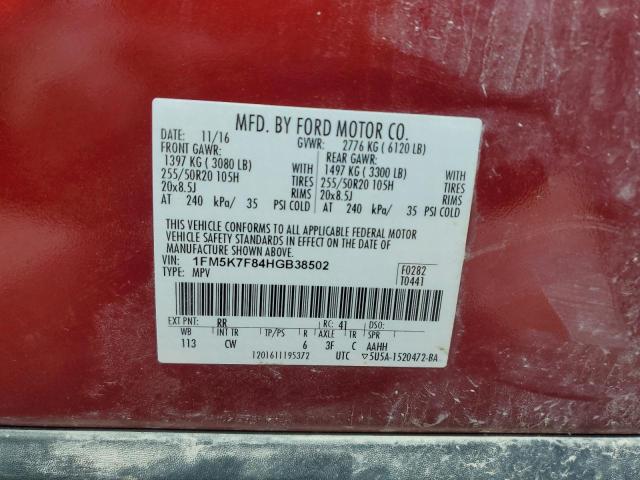 MFD. BY FORD MOTOR CO.
DATE: 11/16 GVWR: 2776 KG ( 6120 LB)
FRONT GAWR: REAR GAWR:
1397 KG ( 3080 LB) WITH 1497 KG ( 3300 LB) WITH
255/50R20 105H TIRES 255/50R20 105H TIRES
20x8.5J RIMS 20x8.5J RIMS
AT 240 kPa/ 35 PSI COLD AT 240 kPa/ 35 PSI COLD
THIS VEHICLE CONFORMS TO ALL APPLICABLE FEDERAL MOTOR
VEHICLE SAFETY STANDARDS IN EFFECT ON THE DATE OF
MANUFACTURE SHOWN ABOVE.
VIN: 1FM5K7F84HGB38502 F0282
TYPE: MPV T0441
EXT PNT: RR RC: 41 DSO:
WB INT TR TP/PS R AXLE TR SPR
113 CW 6 3F C AAHH
1201611195372 UTC ▽5U5A-1520472-BA